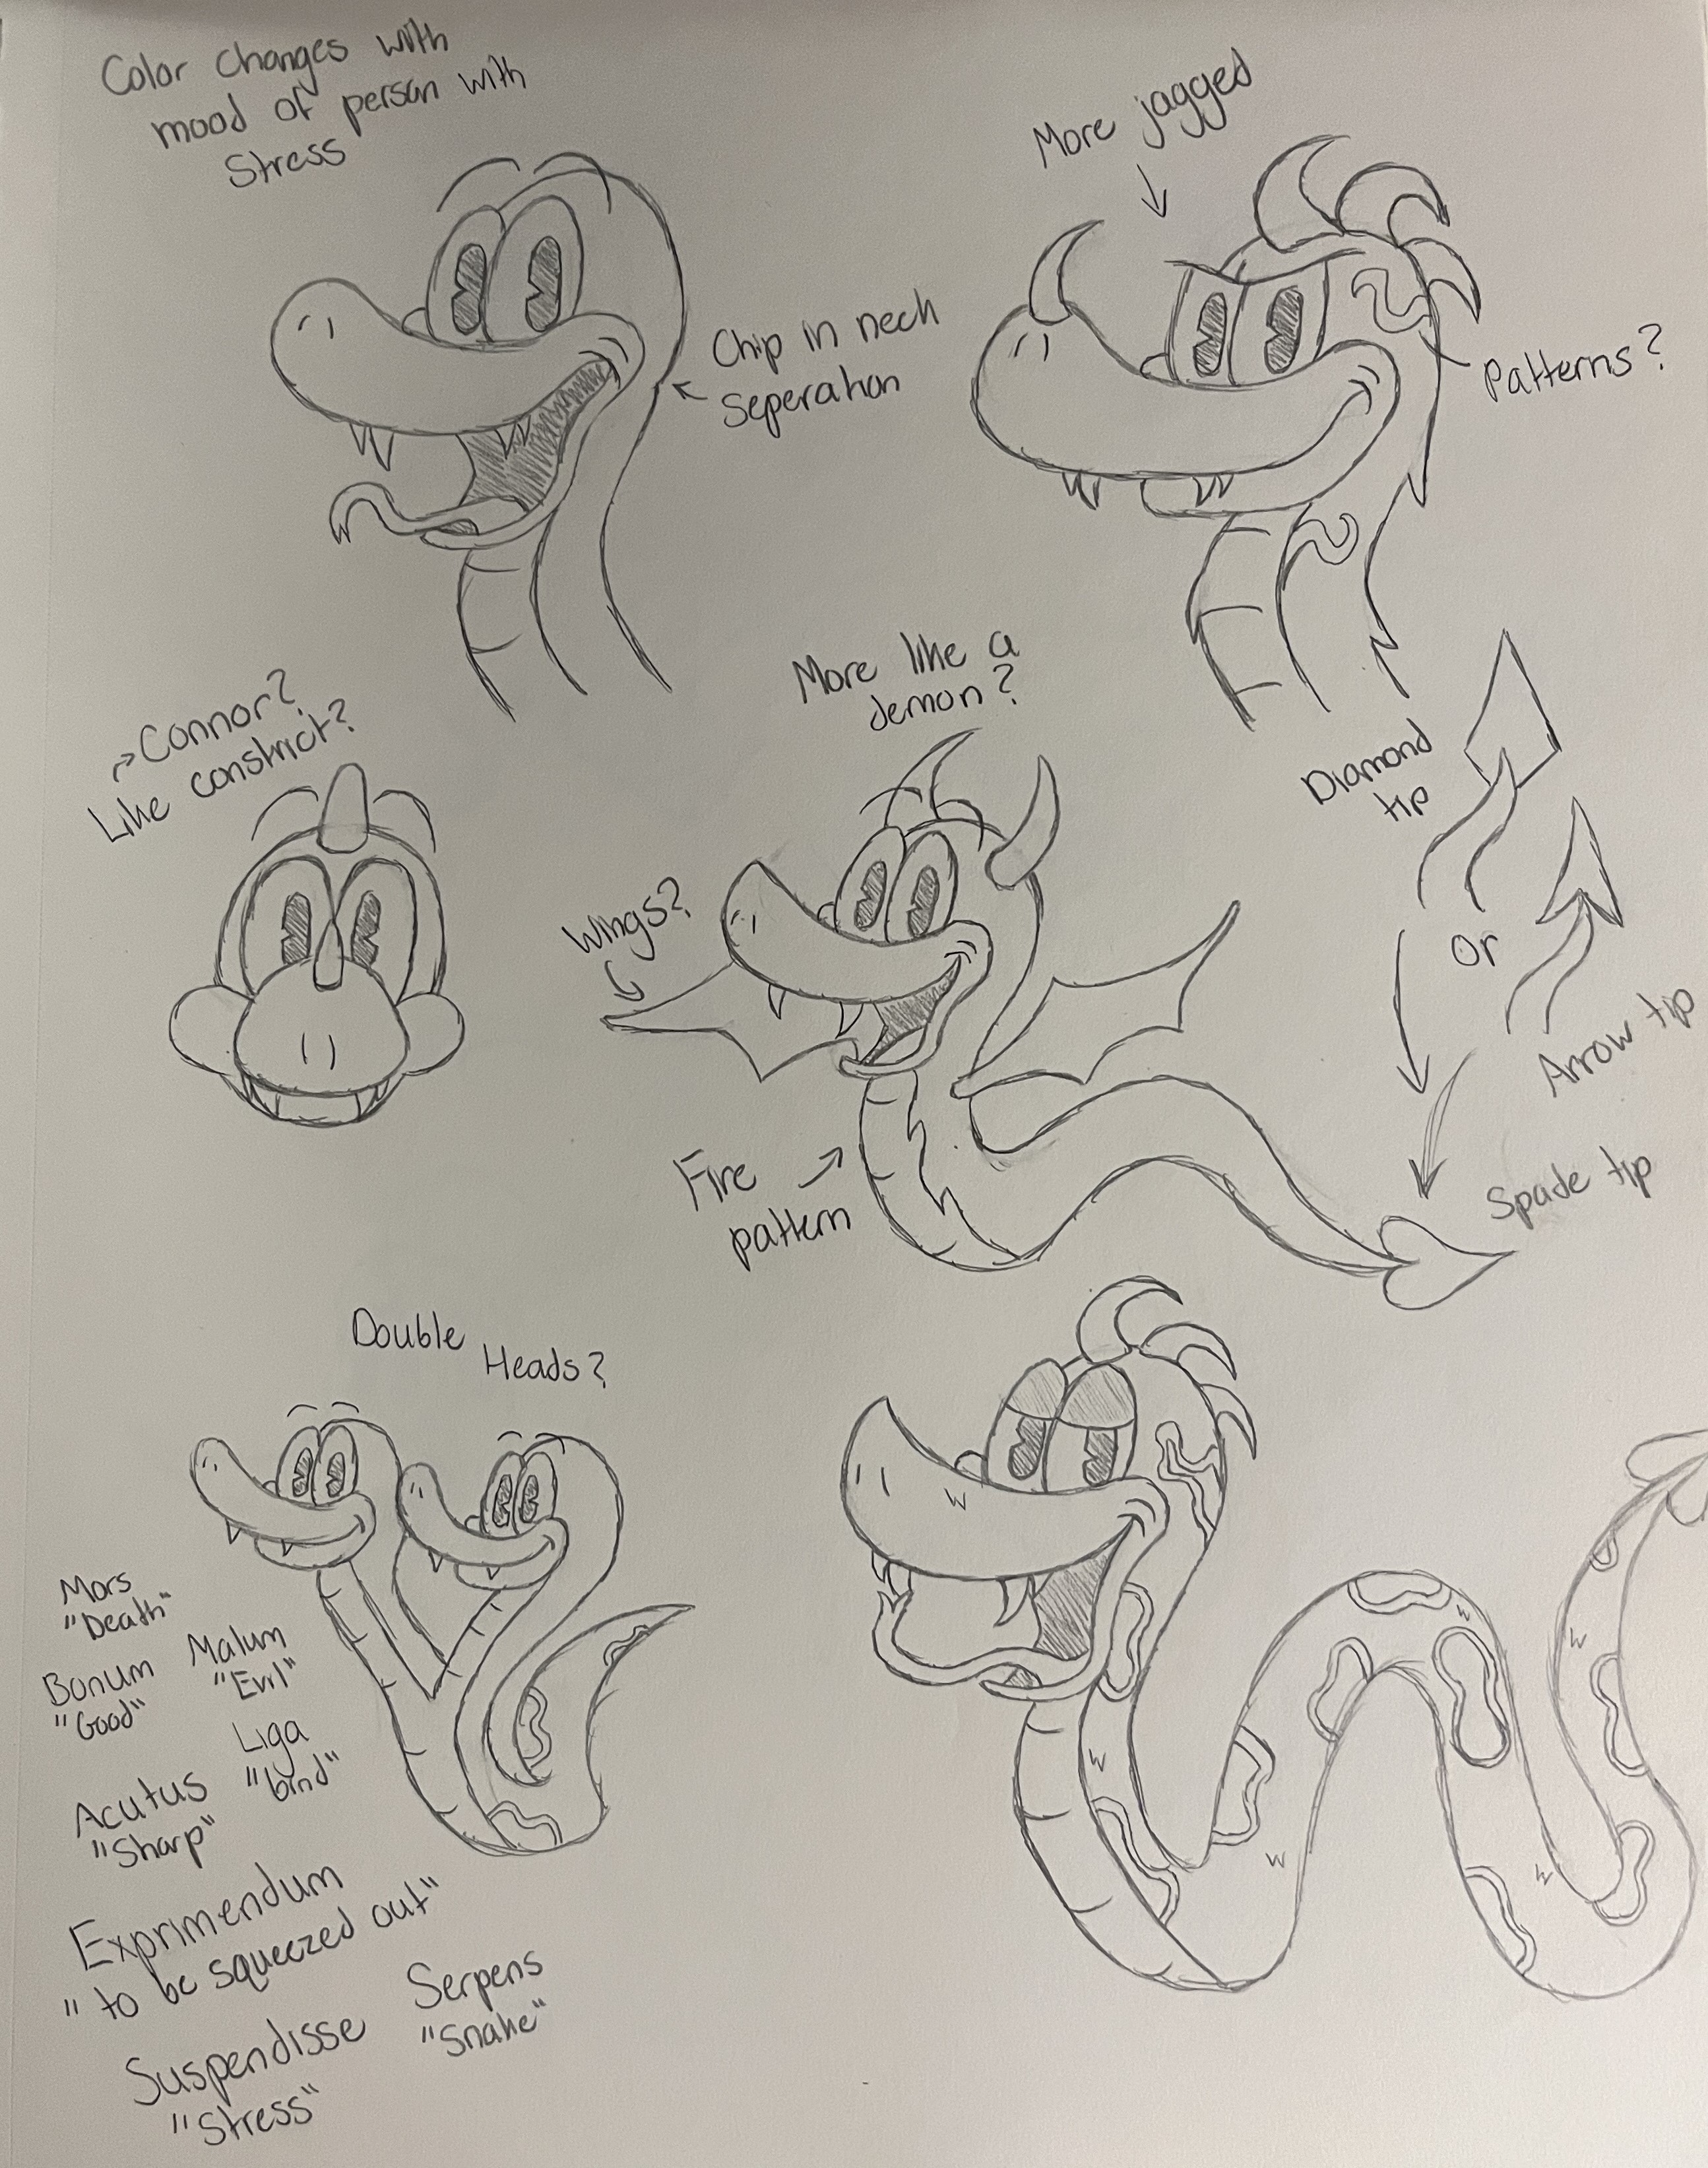 Color changes with
mood of person with
Stress
More jagged
Chip in neck
seperation
Patterns?
Connor?
Like constrict?
More like a
demon?
Diamond
tip
Wings?
Or
Arrow tip
Fire
pattern
Spade tip
Double
Heads?
Mors
"Death"
Bonum
"Good"
Malum
"Evil"
Liga
"bind"
Acutus
"Sharp"
Exprimendum
"to be squeezed out"
Serpens
"Snake"
Suspendisse
"Stress"